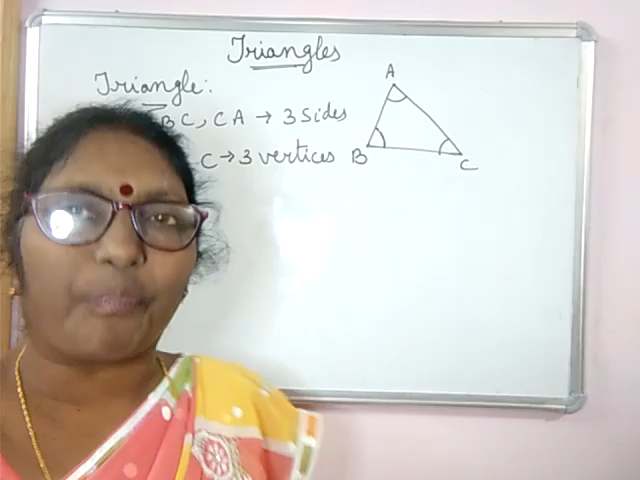 Triangles
Triangle:
BC, CA → 3 Sides
C → 3 vertices
A
B
C